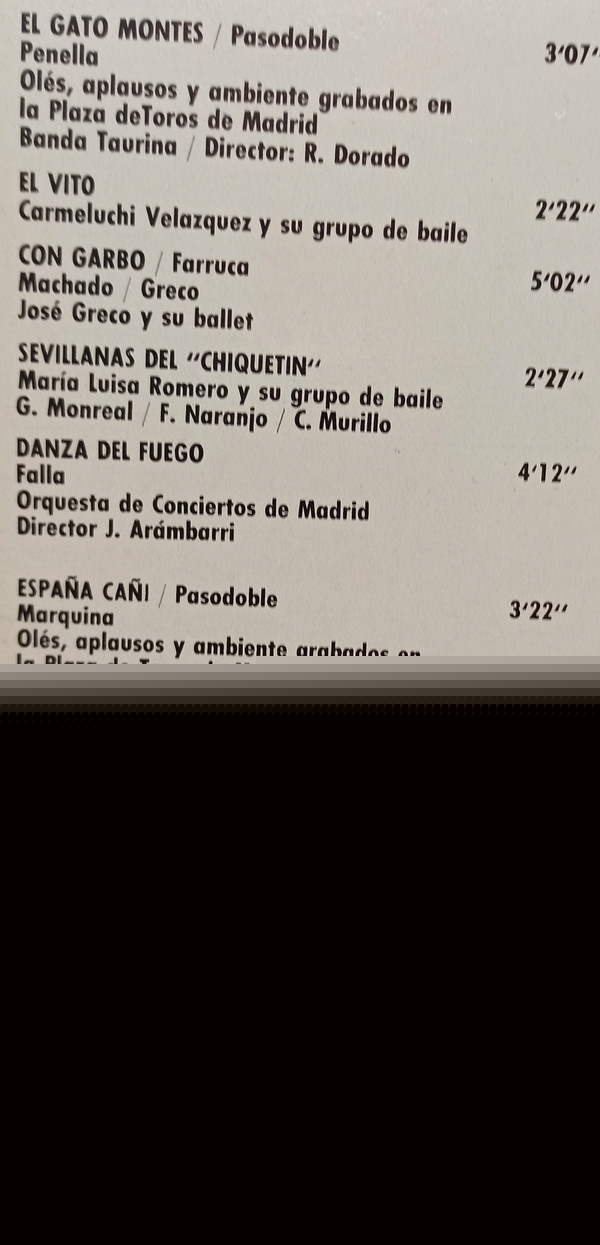 EL GATO MONTES / Pasodoble 3'07'
Penella
Olés, aplausos y ambiente grabados en
la Plaza deToros de Madrid
Banda Taurina / Director: R. Dorado
EL VITO
Carmeluchi Velazquez y su grupo de baile 2'22''
CON GARBO / Farruca
Machado / Greco 5'02''
José Greco y su ballet
SEVILLANAS DEL "CHIQUETIN"
María Luisa Romero y su grupo de baile 2'27''
G. Monreal / F. Naranjo / C. Murillo
DANZA DEL FUEGO
Falla 4'12''
Orquesta de Conciertos de Madrid
Director J. Arámbarri
ESPAÑA CAÑI / Pasodoble
Marquina 3'22''
Olés, aplausos y ambiente grabados en